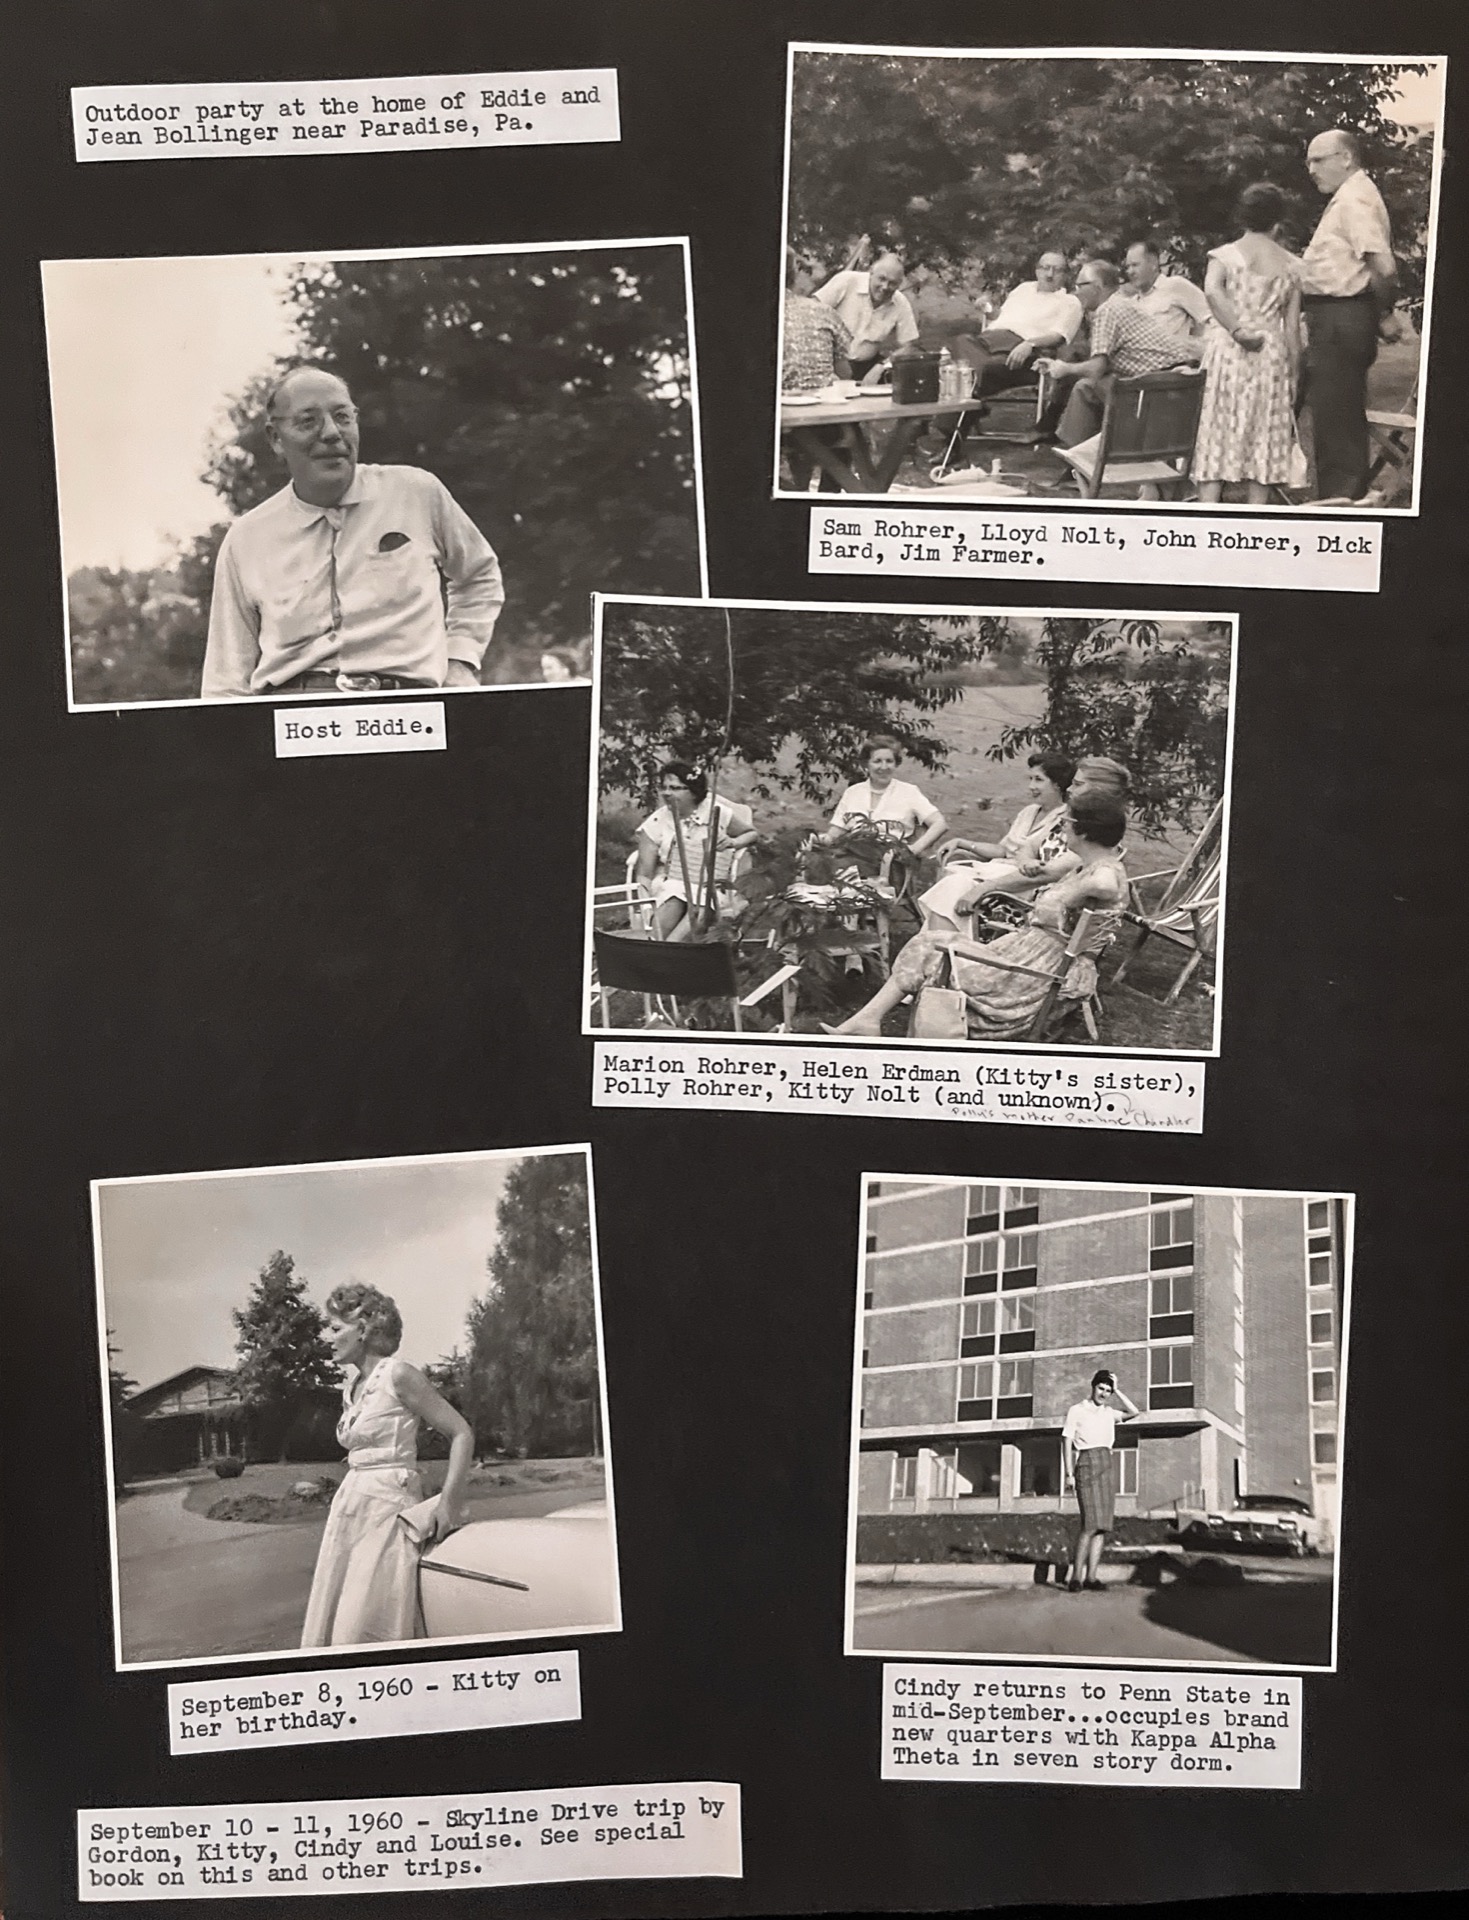 Outdoor party at the home of Eddie and
Jean Bollinger near Paradise, Pa.
Sam Rohrer, Lloyd Nolt, John Rohrer, Dick
Bard, Jim Farmer.
Host Eddie.
Marion Rohrer, Helen Erdman (Kitty's sister),
Polly Rohrer, Kitty Nolt (and unknown).
Polly's mother Pauline Chandler
September 8, 1960 - Kitty on
her birthday.
Cindy returns to Penn State in
mid-September...occupies brand
new quarters with Kappa Alpha
Theta in seven story dorm.
September 10 - 11, 1960 - Skyline Drive trip by
Gordon, Kitty, Cindy and Louise. See special
book on this and other trips.